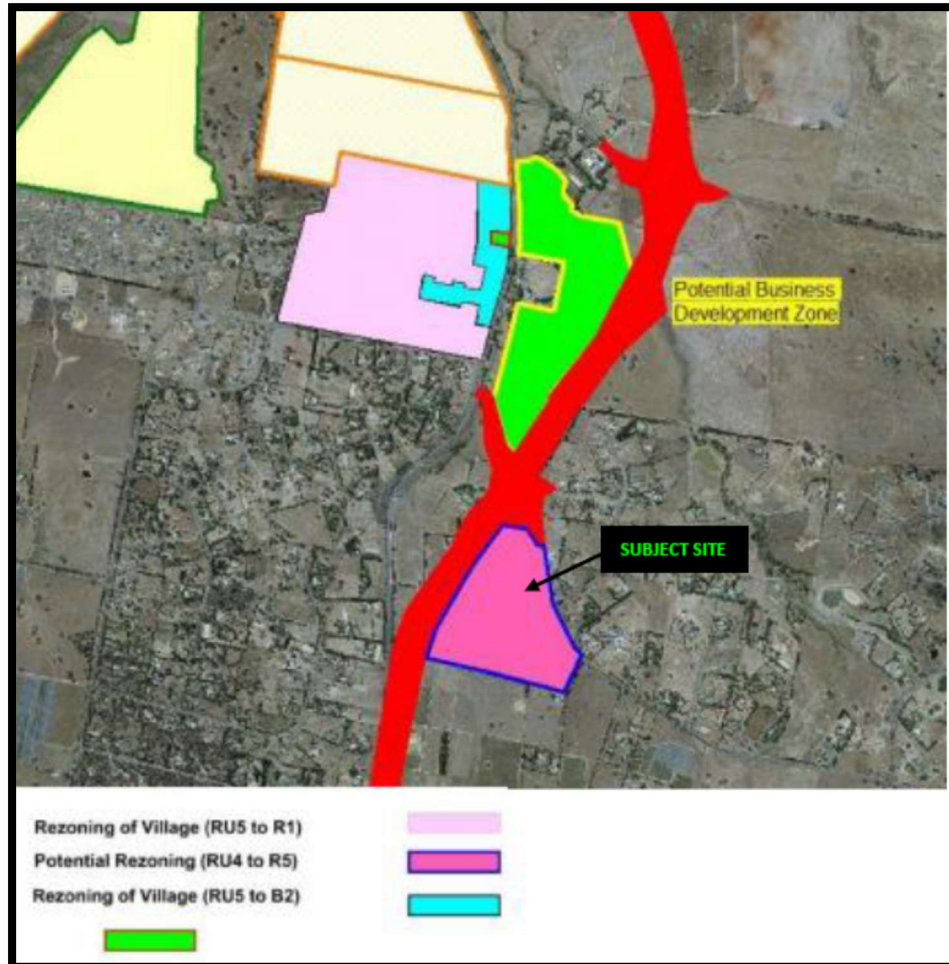 Potential Business
Development Zone
SUBJECT SITE
Rezoning of Village (RU5 to R1)
Potential Rezoning (RU4 to R5)
Rezoning of Village (RU5 to B2)